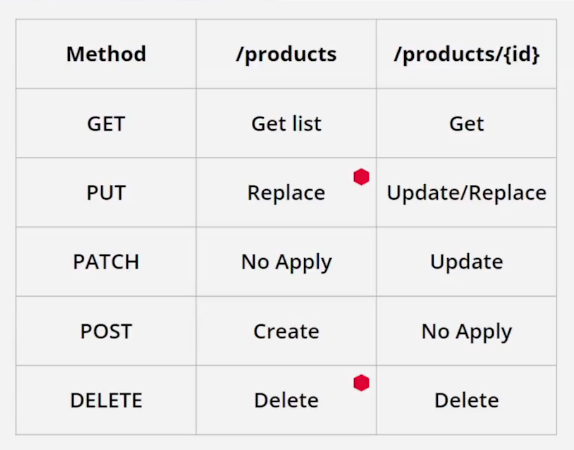 Method /products /products/{id}
GET Get list Get
PUT Replace Update/Replace
PATCH No Apply Update
POST Create No Apply
DELETE Delete Delete